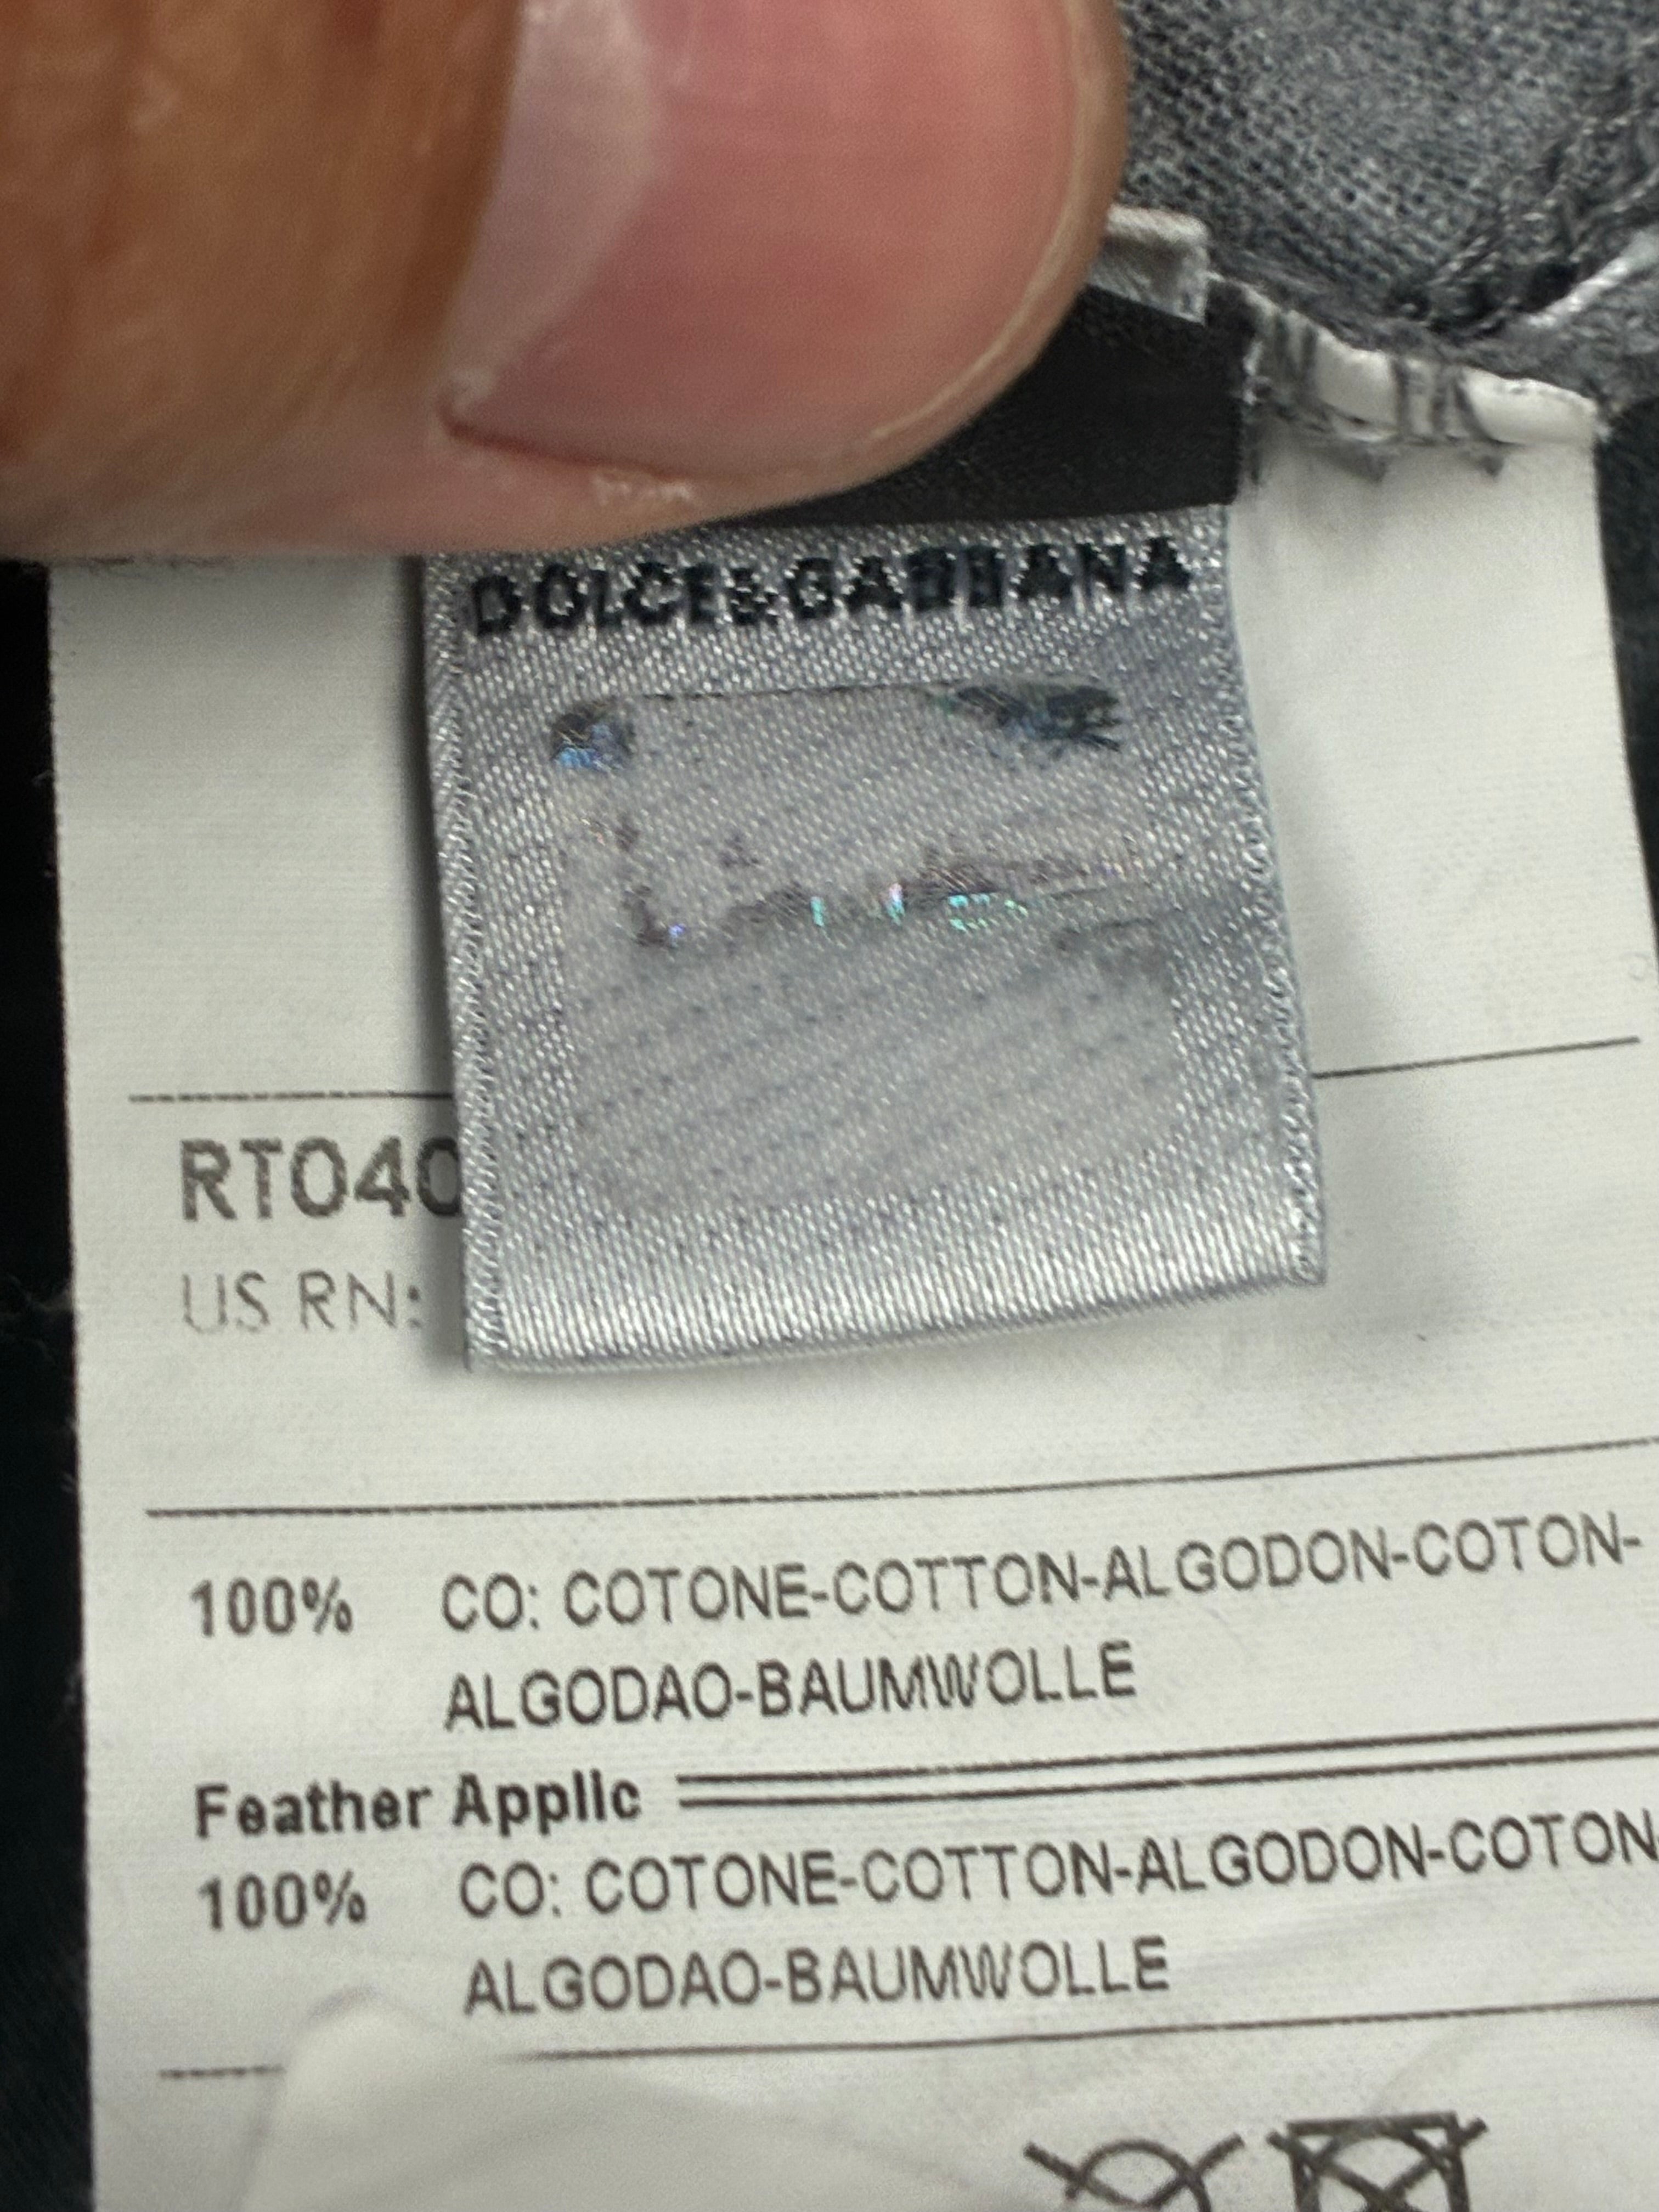 DOLCE&GABBANA
RT040
US RN:
100% CO: COTONE-COTTON-ALGODON-COTON-
ALGODAO-BAUMWOLLE
Feather Applic
100% CO: COTONE-COTTON-ALGODON-COTON-
ALGODAO-BAUMWOLLE